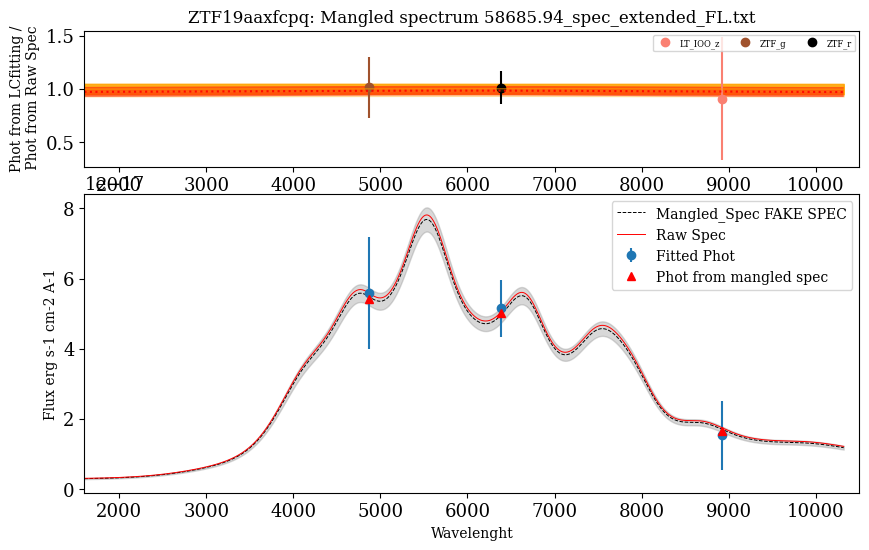 ZTF19aaxfcpq: Mangled spectrum 58685.94_spec_extended_FL.txt
Phot from LCfitting /
Phot from Raw Spec
1.5
1.0
0.5
LT_IOO_z
ZTF_g
ZTF_r
2000 3000 4000 5000 6000 7000 8000 9000 10000
1e−17
Flux erg s-1 cm-2 A-1
8
6
4
2
0
Mangled_Spec FAKE SPEC
Raw Spec
Fitted Phot
Phot from mangled spec
2000 3000 4000 5000 6000 7000 8000 9000 10000
Wavelenght